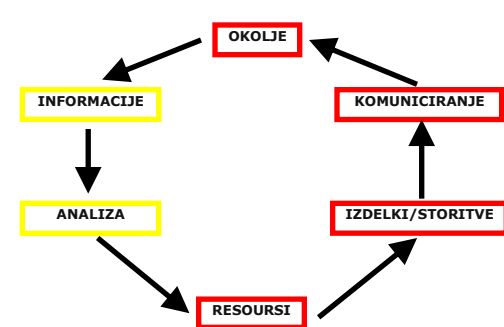 OKOLJE
INFORMACIJE
KOMUNICIRANJE
ANALIZA
IZDELKI/STORITVE
RESOURSI